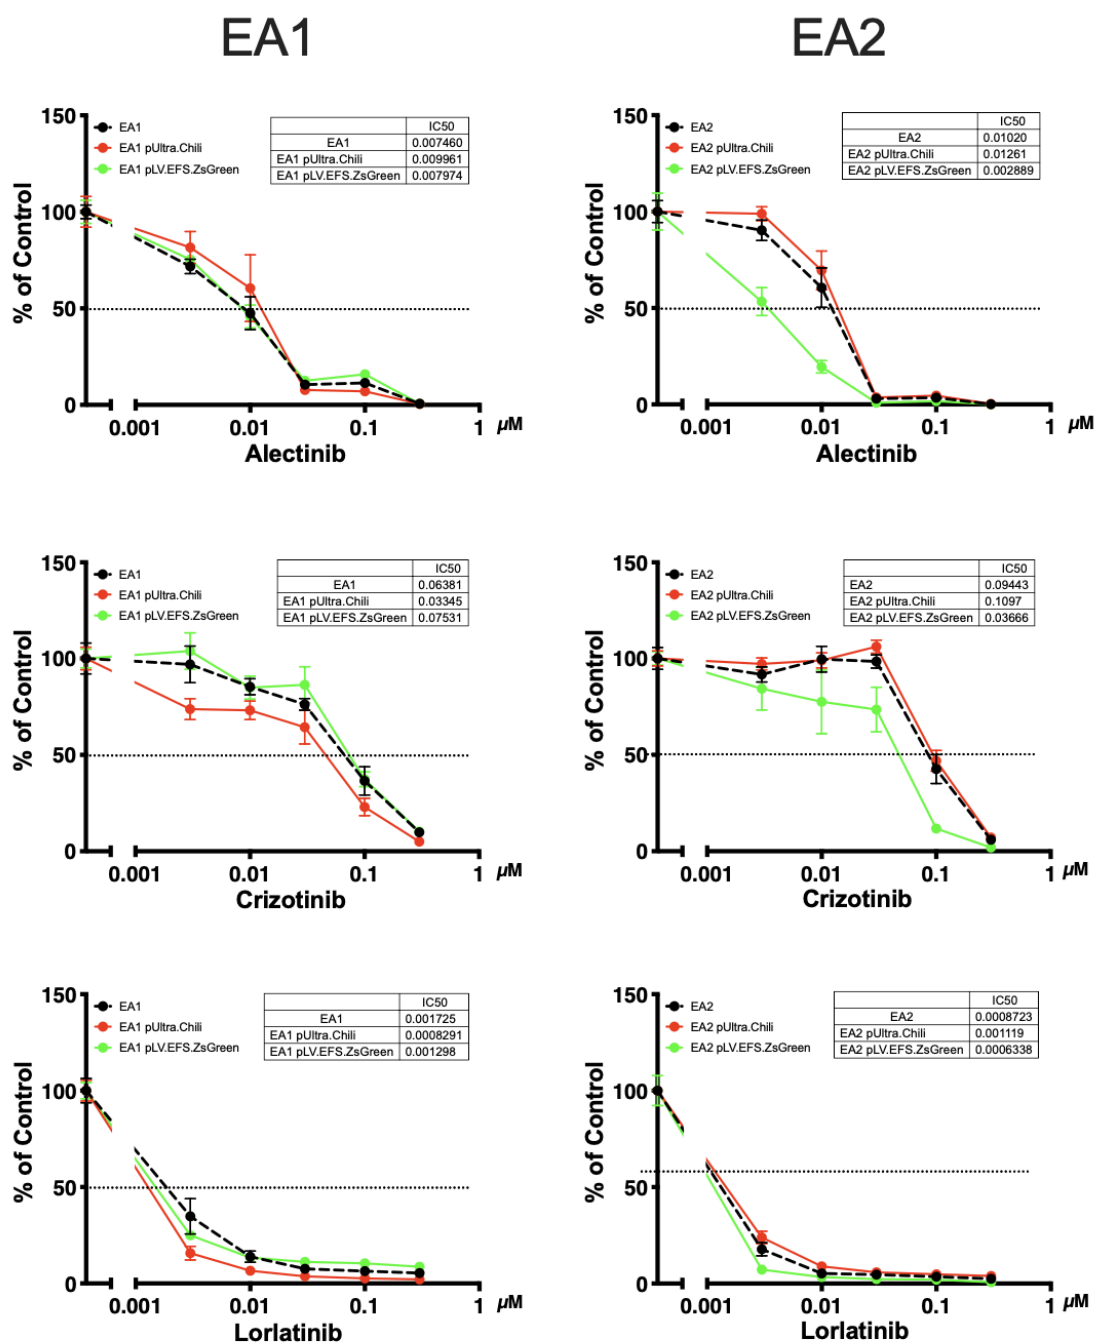 EA1
EA2
150
100
50
0
% of Control
EA1
EA1 pUltra.Chili
EA1 pLV.EFS.ZsGreen
IC50
EA1 0.007460
EA1 pUltra.Chili 0.009961
EA1 pLV.EFS.ZsGreen 0.007974
0.001 0.01 0.1 1 µM
Alectinib
150
100
50
0
% of Control
EA2
EA2 pUltra.Chili
EA2 pLV.EFS.ZsGreen
IC50
EA2 0.01020
EA2 pUltra.Chili 0.01261
EA2 pLV.EFS.ZsGreen 0.002889
0.001 0.01 0.1 1 µM
Alectinib
150
100
50
0
% of Control
EA1
EA1 pUltra.Chili
EA1 pLV.EFS.ZsGreen
IC50
EA1 0.06381
EA1 pUltra.Chili 0.03345
EA1 pLV.EFS.ZsGreen 0.07531
0.001 0.01 0.1 1 µM
Crizotinib
150
100
50
0
% of Control
EA2
EA2 pUltra.Chili
EA2 pLV.EFS.ZsGreen
IC50
EA2 0.09443
EA2 pUltra.Chili 0.1097
EA2 pLV.EFS.ZsGreen 0.03666
0.001 0.01 0.1 1 µM
Crizotinib
150
100
50
0
% of Control
EA1
EA1 pUltra.Chili
EA1 pLV.EFS.ZsGreen
IC50
EA1 0.001725
EA1 pUltra.Chili 0.0008291
EA1 pLV.EFS.ZsGreen 0.001298
0.001 0.01 0.1 1 µM
Lorlatinib
150
100
50
0
% of Control
EA2
EA2 pUltra.Chili
EA2 pLV.EFS.ZsGreen
IC50
EA2 0.0008723
EA2 pUltra.Chili 0.001119
EA2 pLV.EFS.ZsGreen 0.0006338
0.001 0.01 0.1 1 µM
Lorlatinib